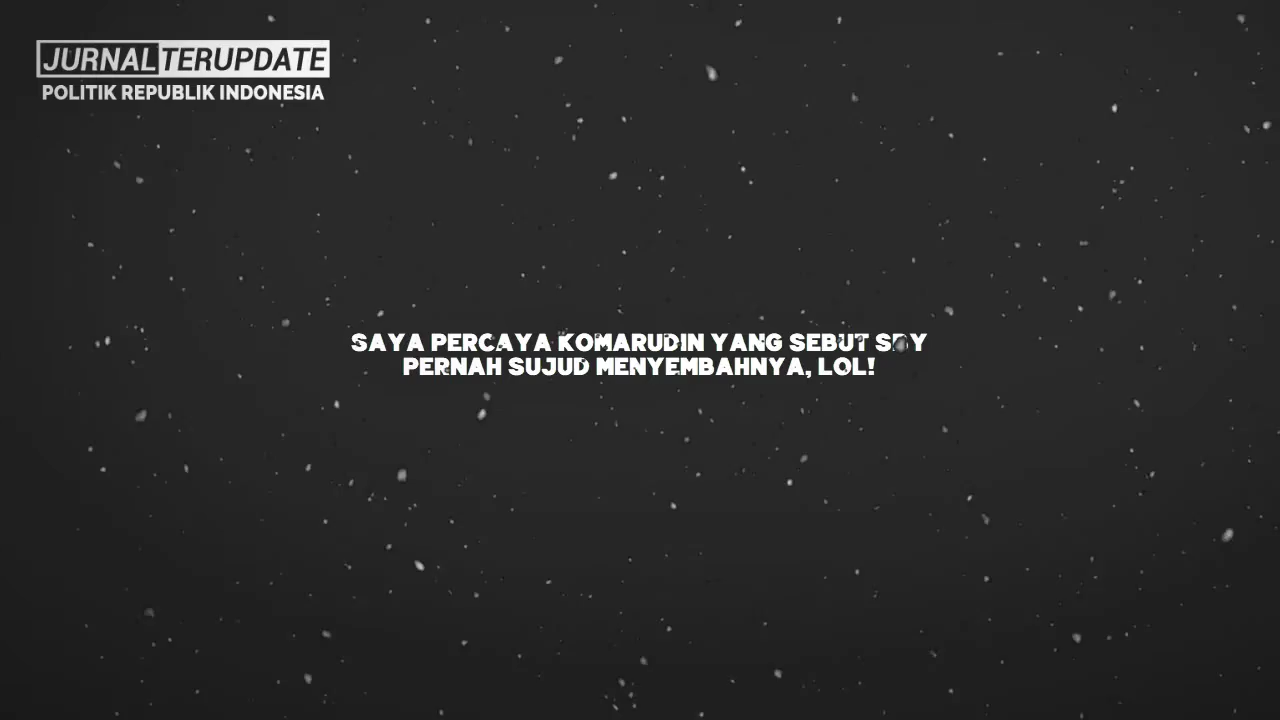 JURNALTERUPDATE
POLITIK REPUBLIK INDONESIA
SAYA PERCAYA KOMARUDIN YANG SEBUT SBY
PERNAH SUJUD MENYEMBAHNYA, LOL!